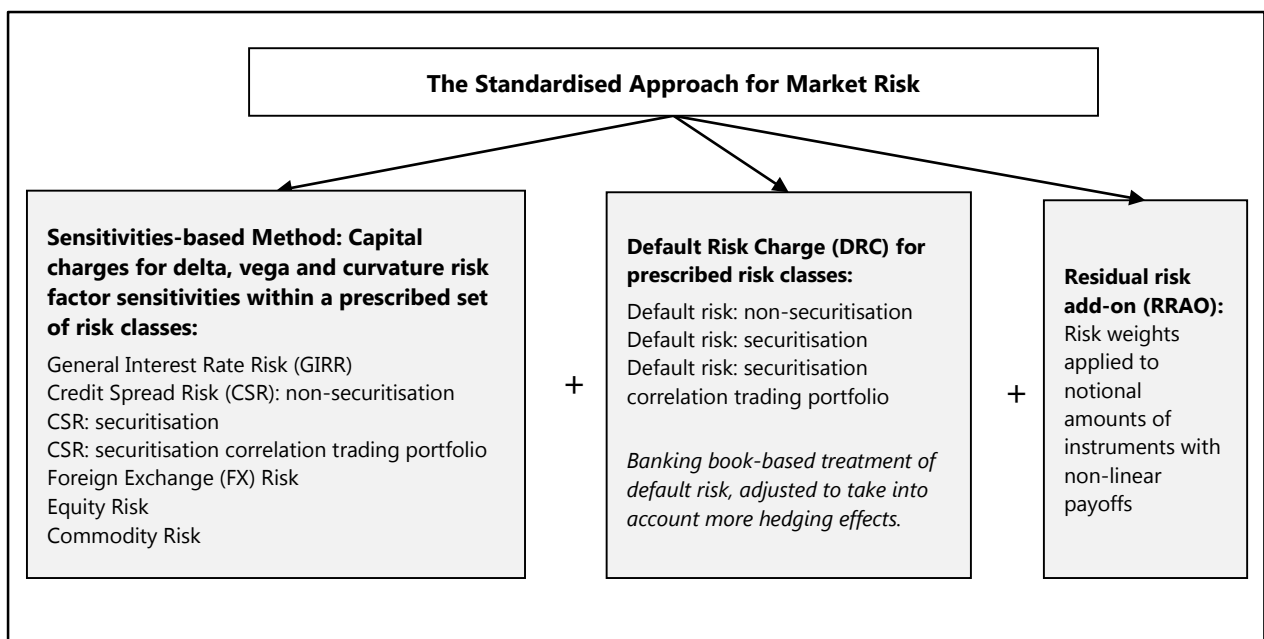 The Standardised Approach for Market Risk
Sensitivities-based Method: Capital
charges for delta, vega and curvature risk
factor sensitivities within a prescribed set
of risk classes:
General Interest Rate Risk (GIRR)
Credit Spread Risk (CSR): non-securitisation
CSR: securitisation
CSR: securitisation correlation trading portfolio
Foreign Exchange (FX) Risk
Equity Risk
Commodity Risk
+
Default Risk Charge (DRC) for
prescribed risk classes:
Default risk: non-securitisation
Default risk: securitisation
Default risk: securitisation
correlation trading portfolio
Banking book-based treatment of
default risk, adjusted to take into
account more hedging effects.
+
Residual risk
add-on (RRAO):
Risk weights
applied to
notional
amounts of
instruments with
non-linear
payoffs